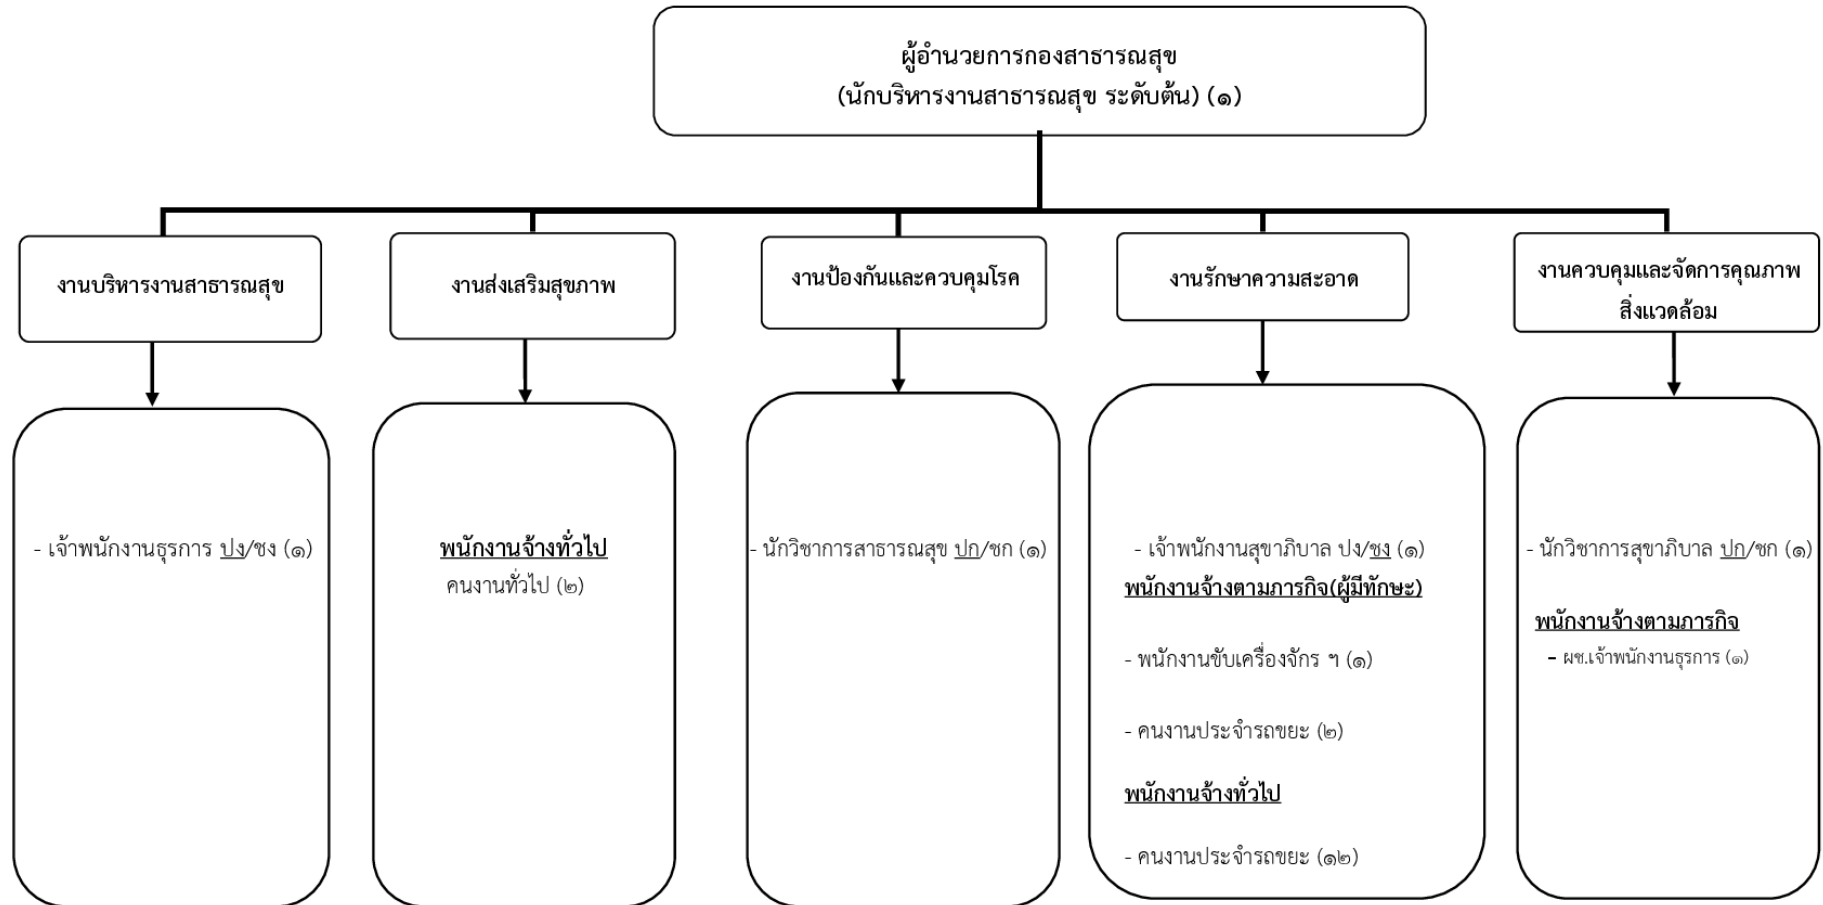 ผู้อำนวยการกองสาธารณสุข
(นักบริหารงานสาธารณสุข ระดับต้น) (๑)
งานบริหารงานสาธารณสุข
งานส่งเสริมสุขภาพ
งานป้องกันและควบคุมโรค
งานรักษาความสะอาด
งานควบคุมและจัดการคุณภาพ
สิ่งแวดล้อม
- เจ้าพนักงานธุรการ ปง/ชง (๑)
พนักงานจ้างทั่วไป
คนงานทั่วไป (๒)
- นักวิชาการสาธารณสุข ปก/ชก (๑)
- เจ้าพนักงานสุขาภิบาล ปง/ชง (๑)
พนักงานจ้างตามภารกิจ(ผู้มีทักษะ)
- พนักงานขับเครื่องจักร ฯ (๑)
- คนงานประจำรถขยะ (๒)
พนักงานจ้างทั่วไป
- คนงานประจำรถขยะ (๑๒)
- นักวิชาการสุขาภิบาล ปก/ชก (๑)
พนักงานจ้างตามภารกิจ
- ผช.เจ้าพนักงานธุรการ (๑)